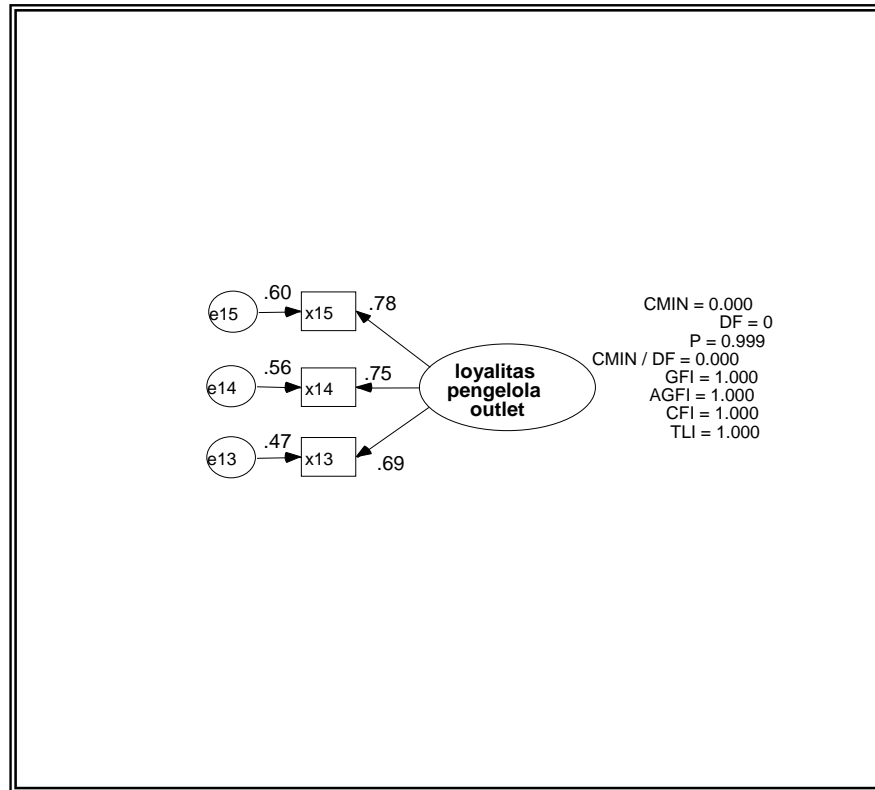 .60
.78
e15
x15
.56
.75
e14
x14
.47
e13
x13
.69
loyalitas
pengelola
outlet
CMIN = 0.000
DF = 0
P = 0.999
CMIN / DF = 0.000
GFI = 1.000
AGFI = 1.000
CFI = 1.000
TLI = 1.000